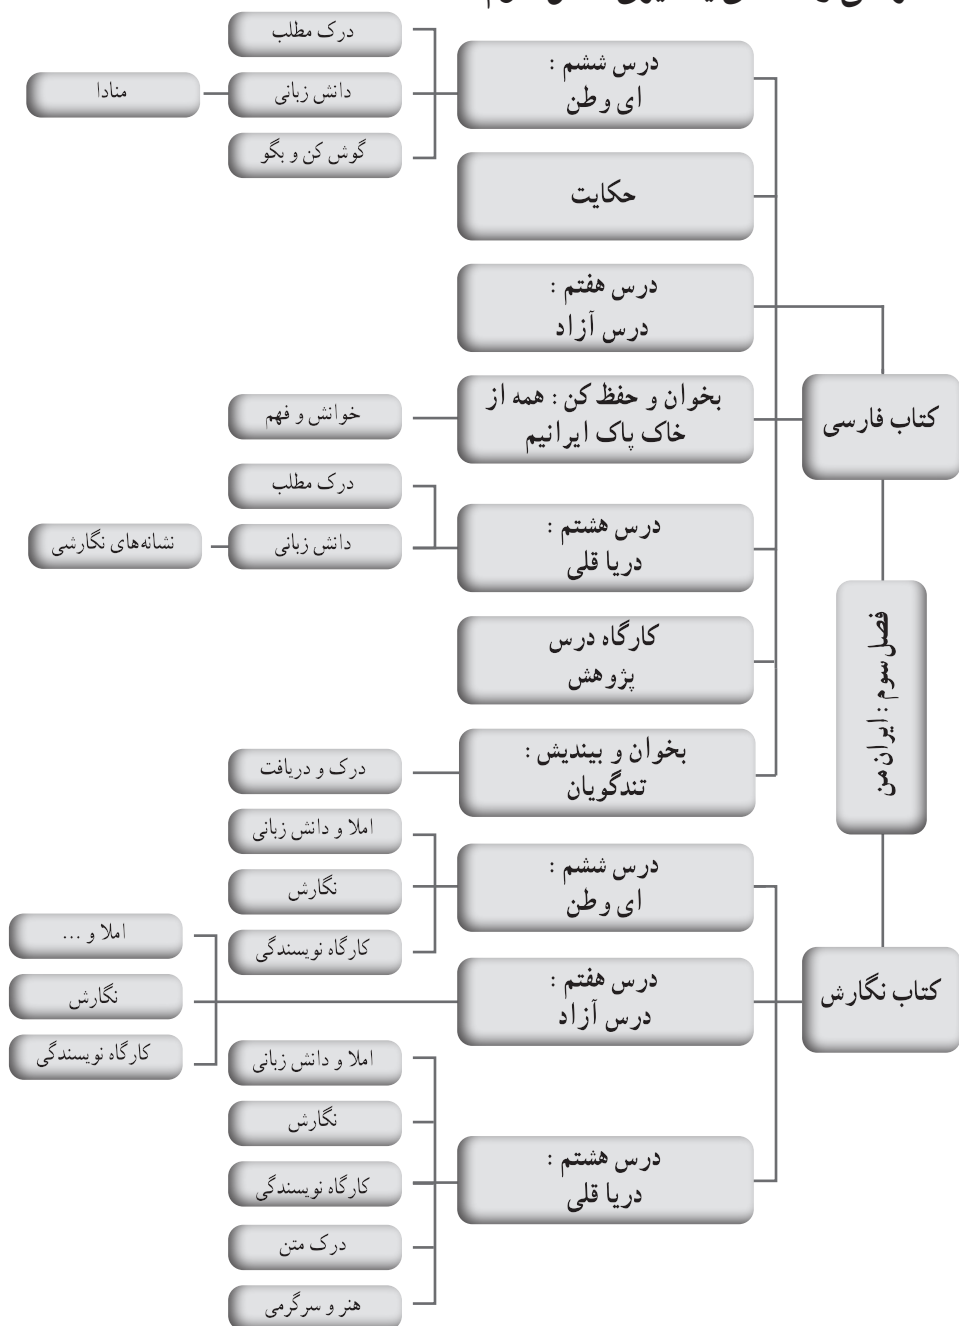 درس ششم :
ای وطن
درک مطلب
دانش زبانی
منادا
گوش کن و بگو
حکایت
درس هفتم :
درس آزاد
کتاب فارسی
بخوان و حفظ کن : همه از
خاک پاک ایرانیم
خوانش و فهم
درس هشتم :
دریا قلی
درک مطلب
دانش زبانی
نشانه‌های نگارشی
کارگاه درس
پژوهش
بخوان و بیندیش :
تندگویان
درک و دریافت
فصل سوم : ایران من
کتاب نگارش
درس ششم :
ای وطن
املا و دانش زبانی
نگارش
کارگاه نویسندگی
درس هفتم :
درس آزاد
املا و ...
نگارش
کارگاه نویسندگی
درس هشتم :
دریا قلی
املا و دانش زبانی
نگارش
کارگاه نویسندگی
درک متن
هنر و سرگرمی